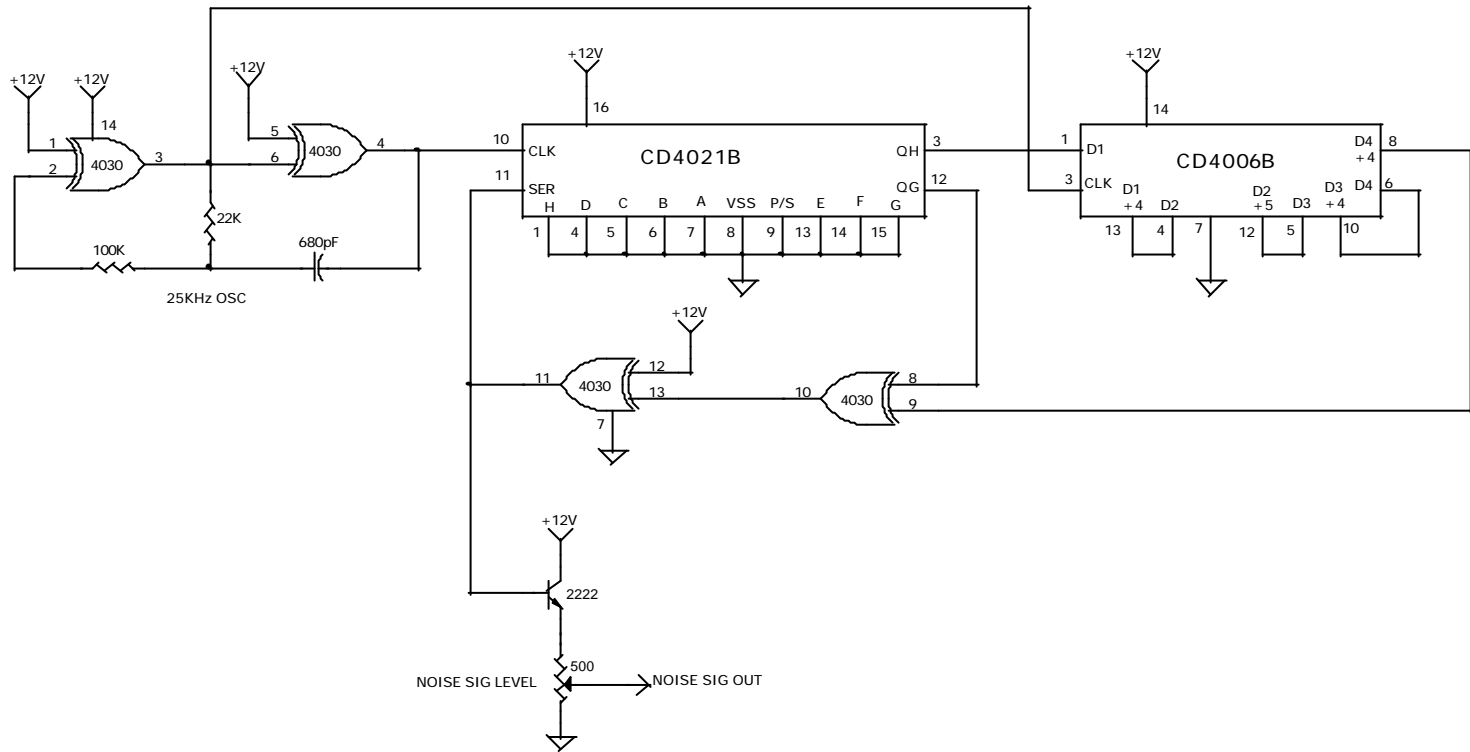 +12V
+12V
+12V
+12V
+12V
14
16
14
1
2
4030
3
5
6
4030
4
10
CLK
CD4021B
QH
3
1
D1
CD4006B
D4
+4
8
11
SER
QG
12
3
CLK
D4
6
H
D
C
B
A
VSS
P/S
E
F
G
D1
+4
D2
D2
+5
D3
D3
+4
1
4
5
6
7
8
9
13
14
15
13
4
7
12
5
10
22K
100K
680pF
25KHz OSC
+12V
11
4030
12
13
7
10
4030
8
9
+12V
2222
500
NOISE SIG LEVEL
NOISE SIG OUT